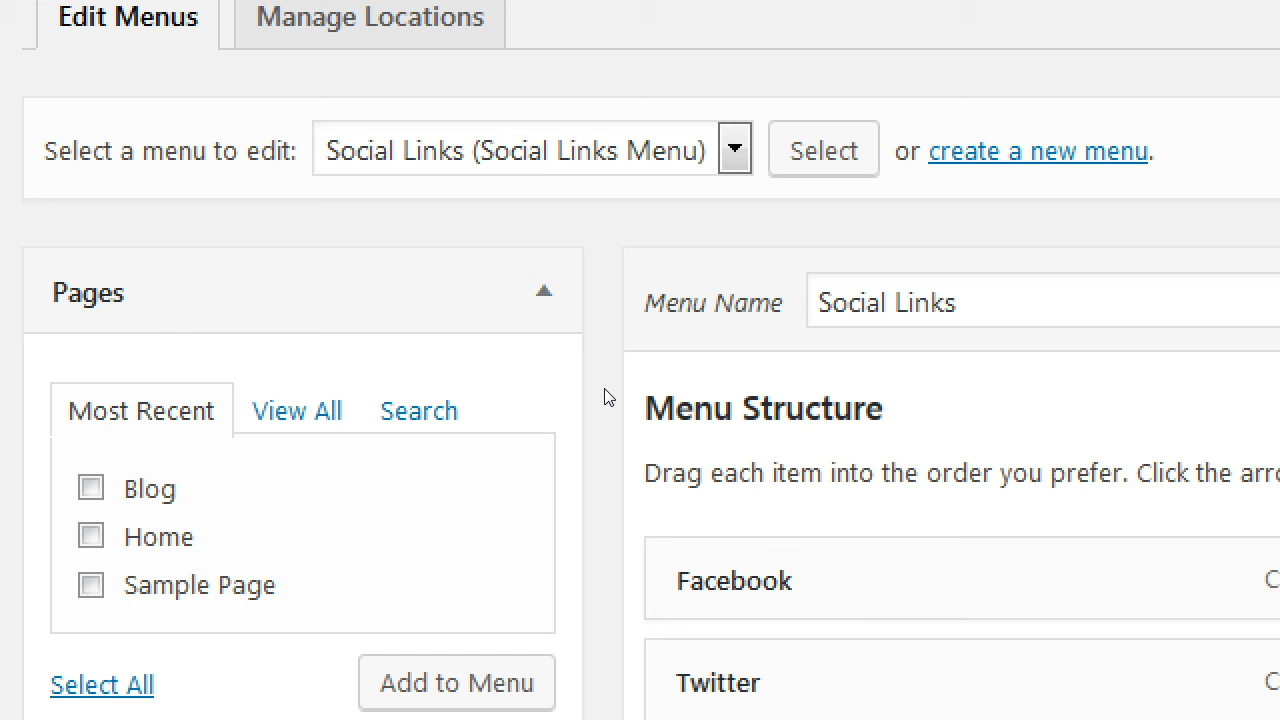 Edit Menus Manage Locations
Select a menu to edit: Social Links (Social Links Menu) Select or create a new menu.
Pages
Menu Name Social Links
Most Recent View All Search
Menu Structure
Drag each item into the order you prefer. Click the
Blog
Home
Sample Page
Facebook
Twitter
Select All Add to Menu